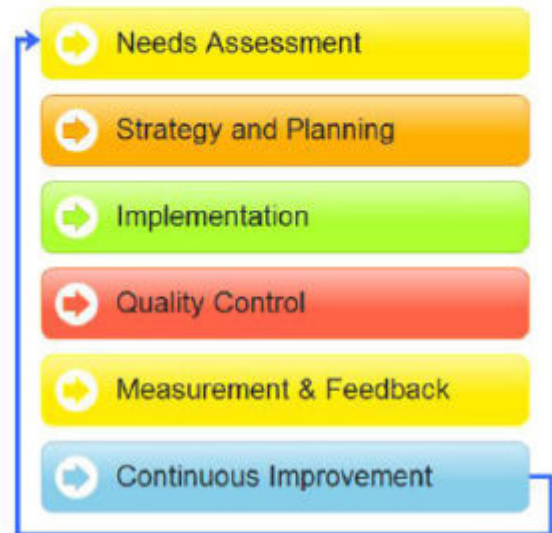 Needs Assessment
Strategy and Planning
Implementation
Quality Control
Measurement & Feedback
Continuous Improvement